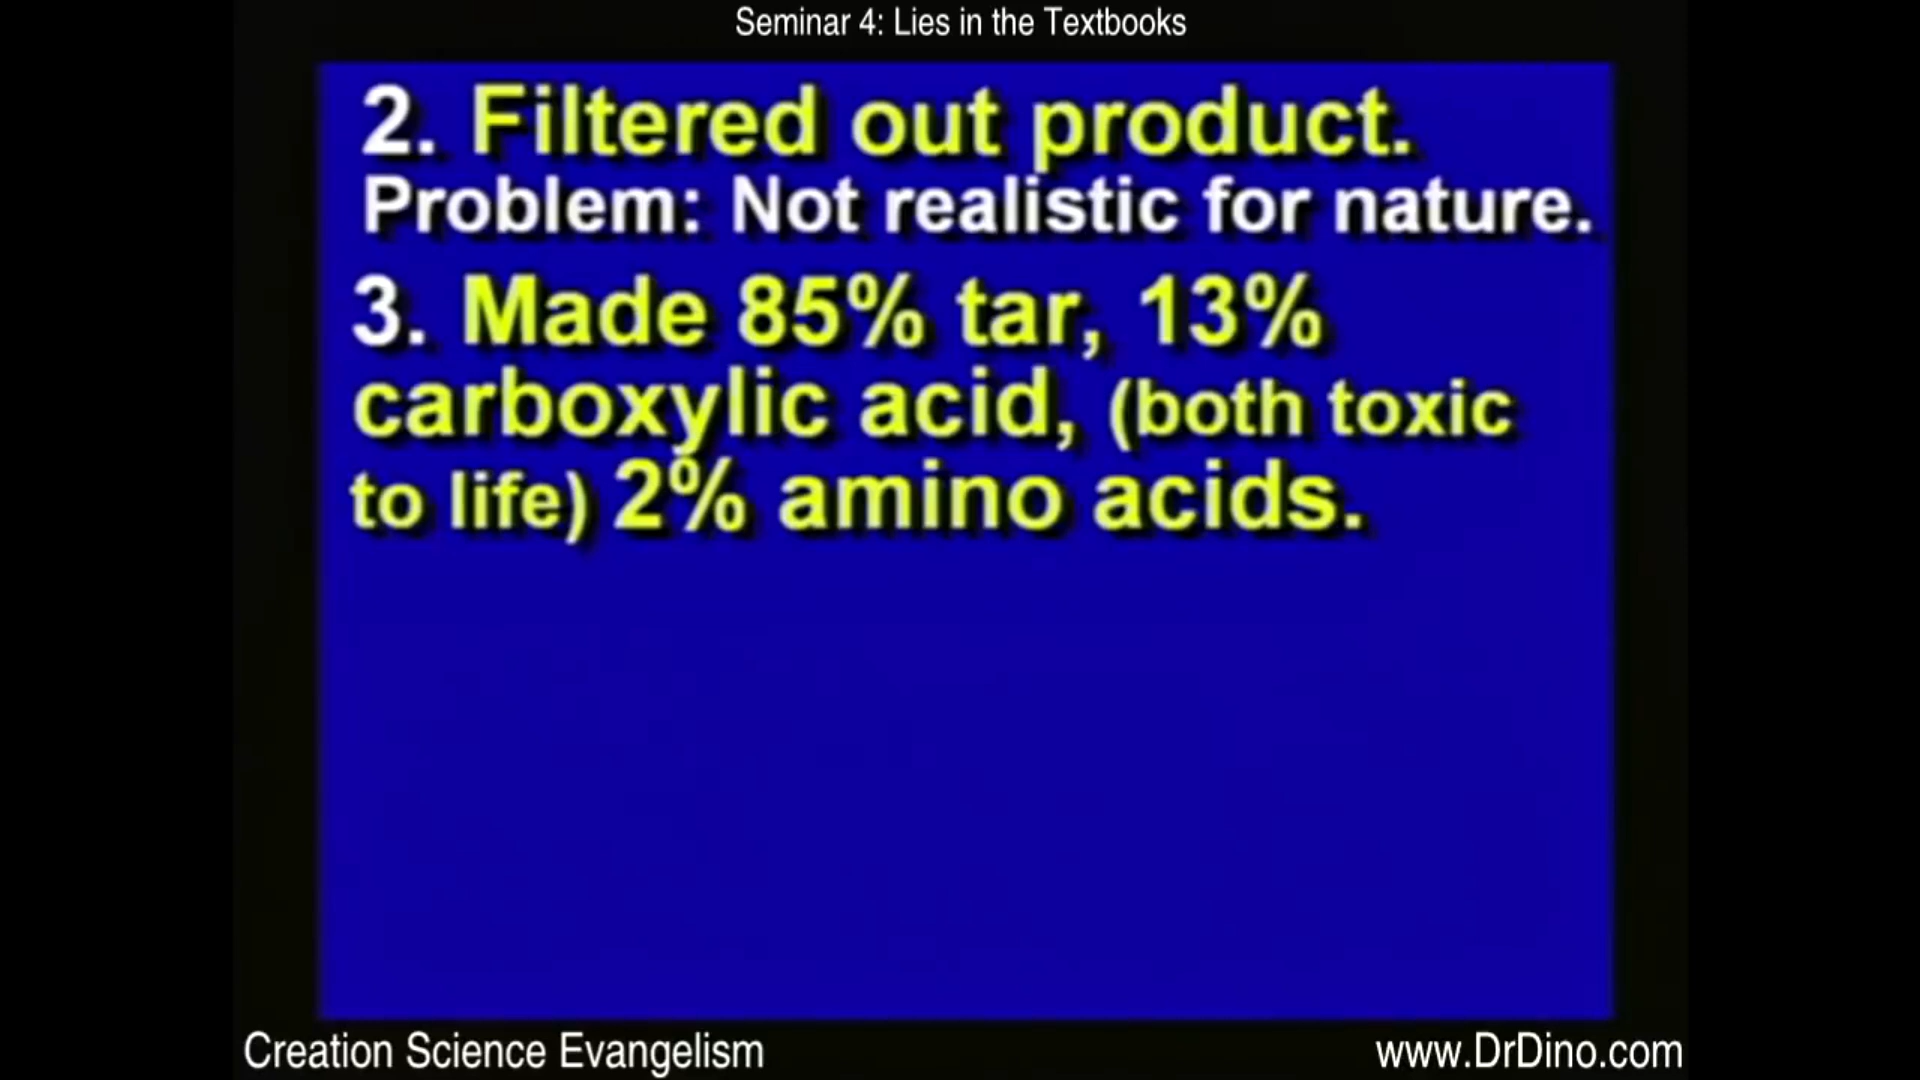 Seminar 4: Lies in the Textbooks
2. Filtered out product.
Problem: Not realistic for nature.
3. Made 85% tar, 13%
carboxylic acid, (both toxic
to life) 2% amino acids.
Creation Science Evangelism
www.DrDino.com